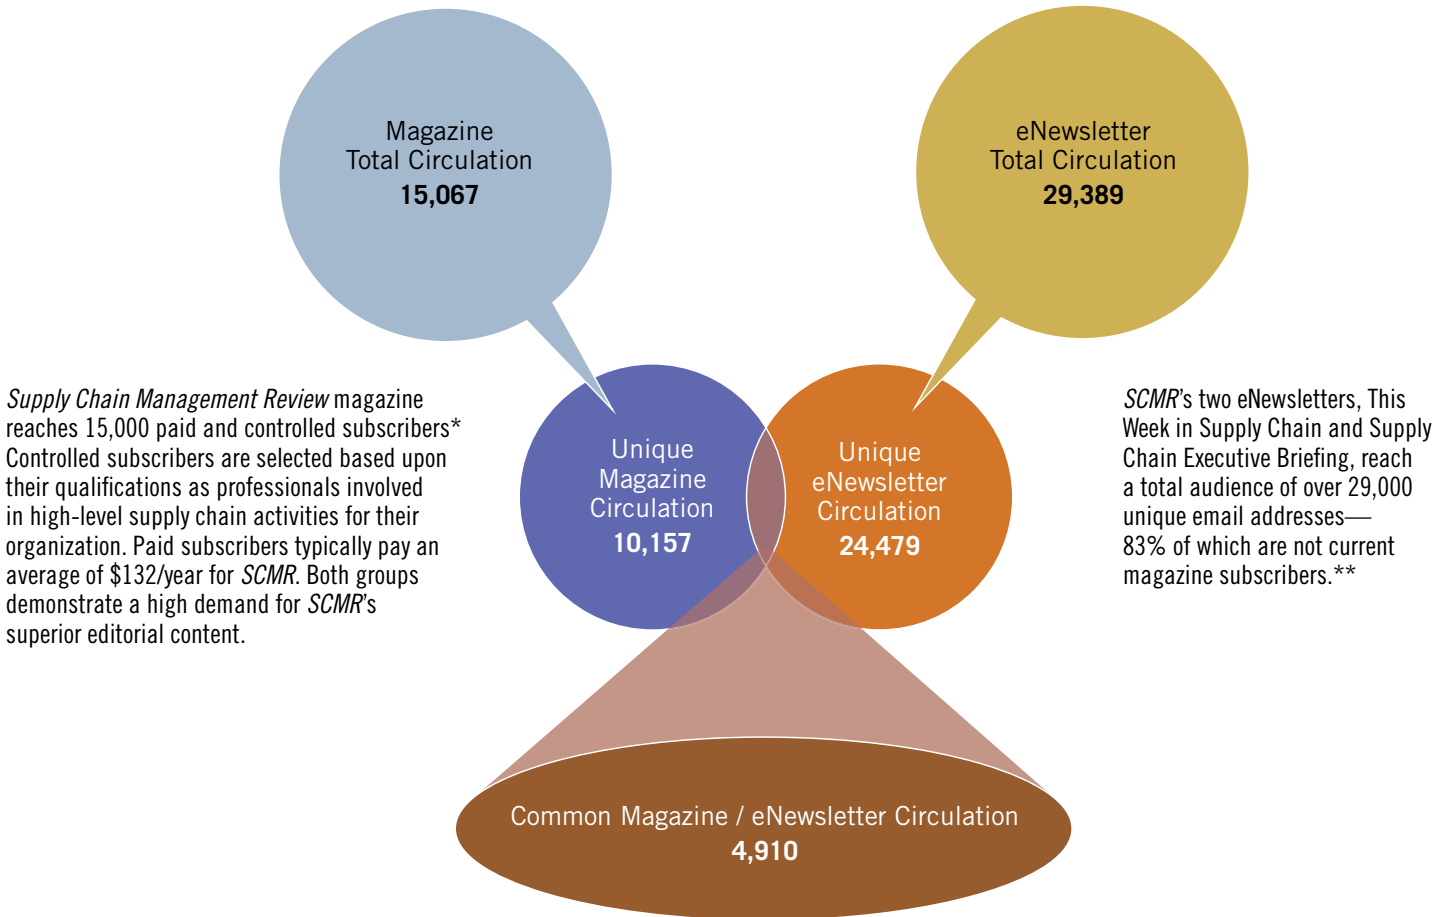 Magazine
Total Circulation
15,067
eNewsletter
Total Circulation
29,389
Supply Chain Management Review magazine
reaches 15,000 paid and controlled subscribers*
Controlled subscribers are selected based upon
their qualifications as professionals involved
in high-level supply chain activities for their
organization. Paid subscribers typically pay an
average of $132/year for SCMR. Both groups
demonstrate a high demand for SCMR's
superior editorial content.
Unique
Magazine
Circulation
10,157
Unique
eNewsletter
Circulation
24,479
SCMR's two eNewsletters, This
Week in Supply Chain and Supply
Chain Executive Briefing, reach
a total audience of over 29,000
unique email addresses—
83% of which are not current
magazine subscribers.**
Common Magazine / eNewsletter Circulation
4,910